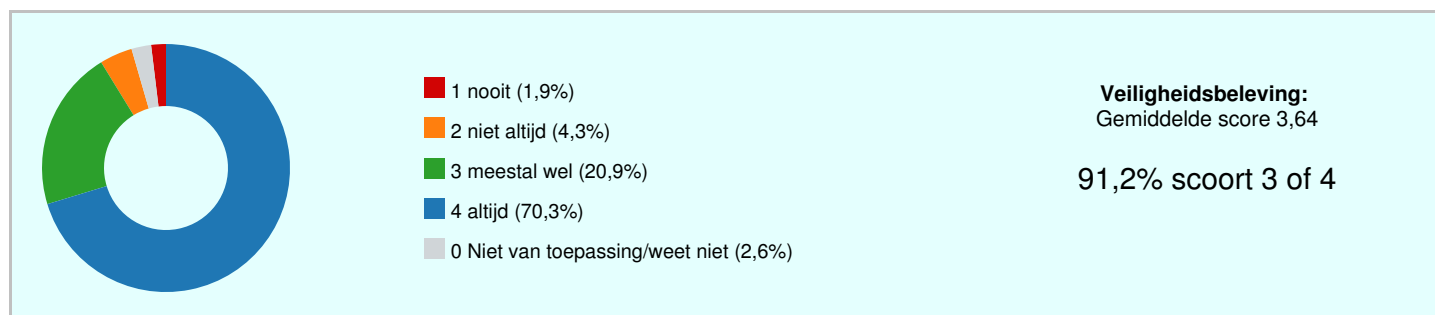 1 nooit (1,9%)
2 niet altijd (4,3%)
3 meestal wel (20,9%)
4 altijd (70,3%)
0 Niet van toepassing/weet niet (2,6%)
Veiligheidsbeleving:
Gemiddelde score 3,64
91,2% scoort 3 of 4